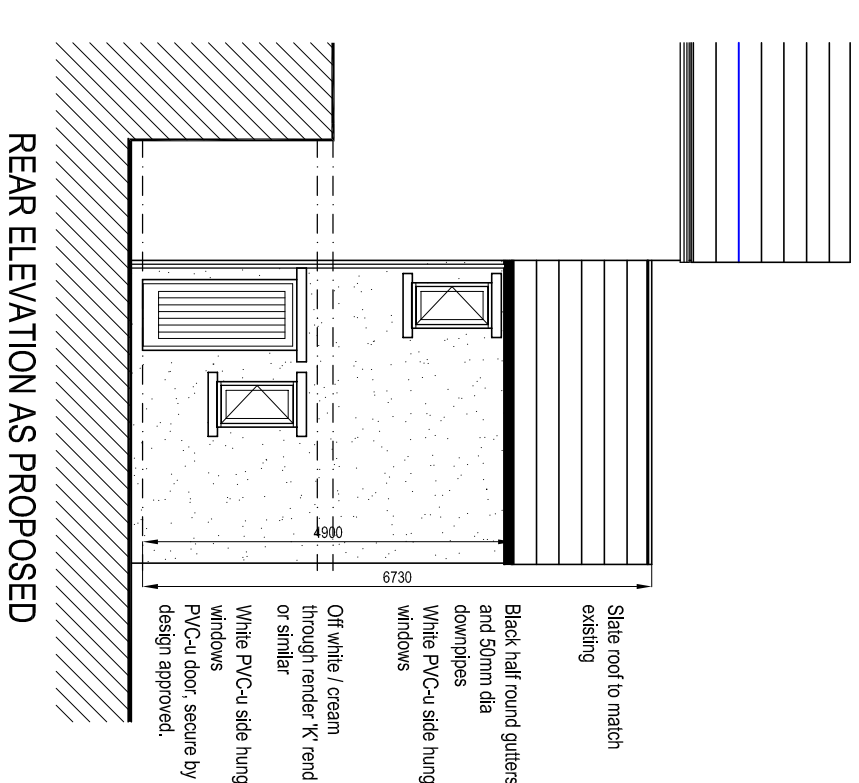 Slate roof to match
existing
Black half round gutters
and 50mm dia
downpipes
White PVC-u side hung
windows
Off white / cream
through render 'K' rend
or similar
White PVC-u side hung
windows
PVC-u door, secure by
design approved.
4900
6730
REAR ELEVATION AS PROPOSED